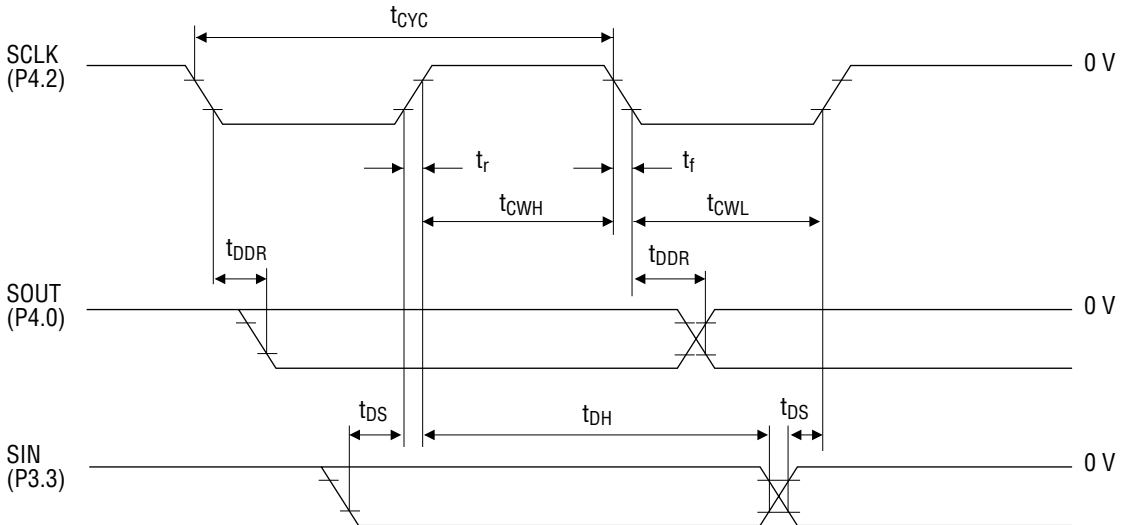 tCYC
SCLK
(P4.2)
0 V
tr
tf
tCWH
tCWL
tDDR
tDDR
SOUT
(P4.0)
0 V
tDS
tDH
tDS
SIN
(P3.3)
0 V